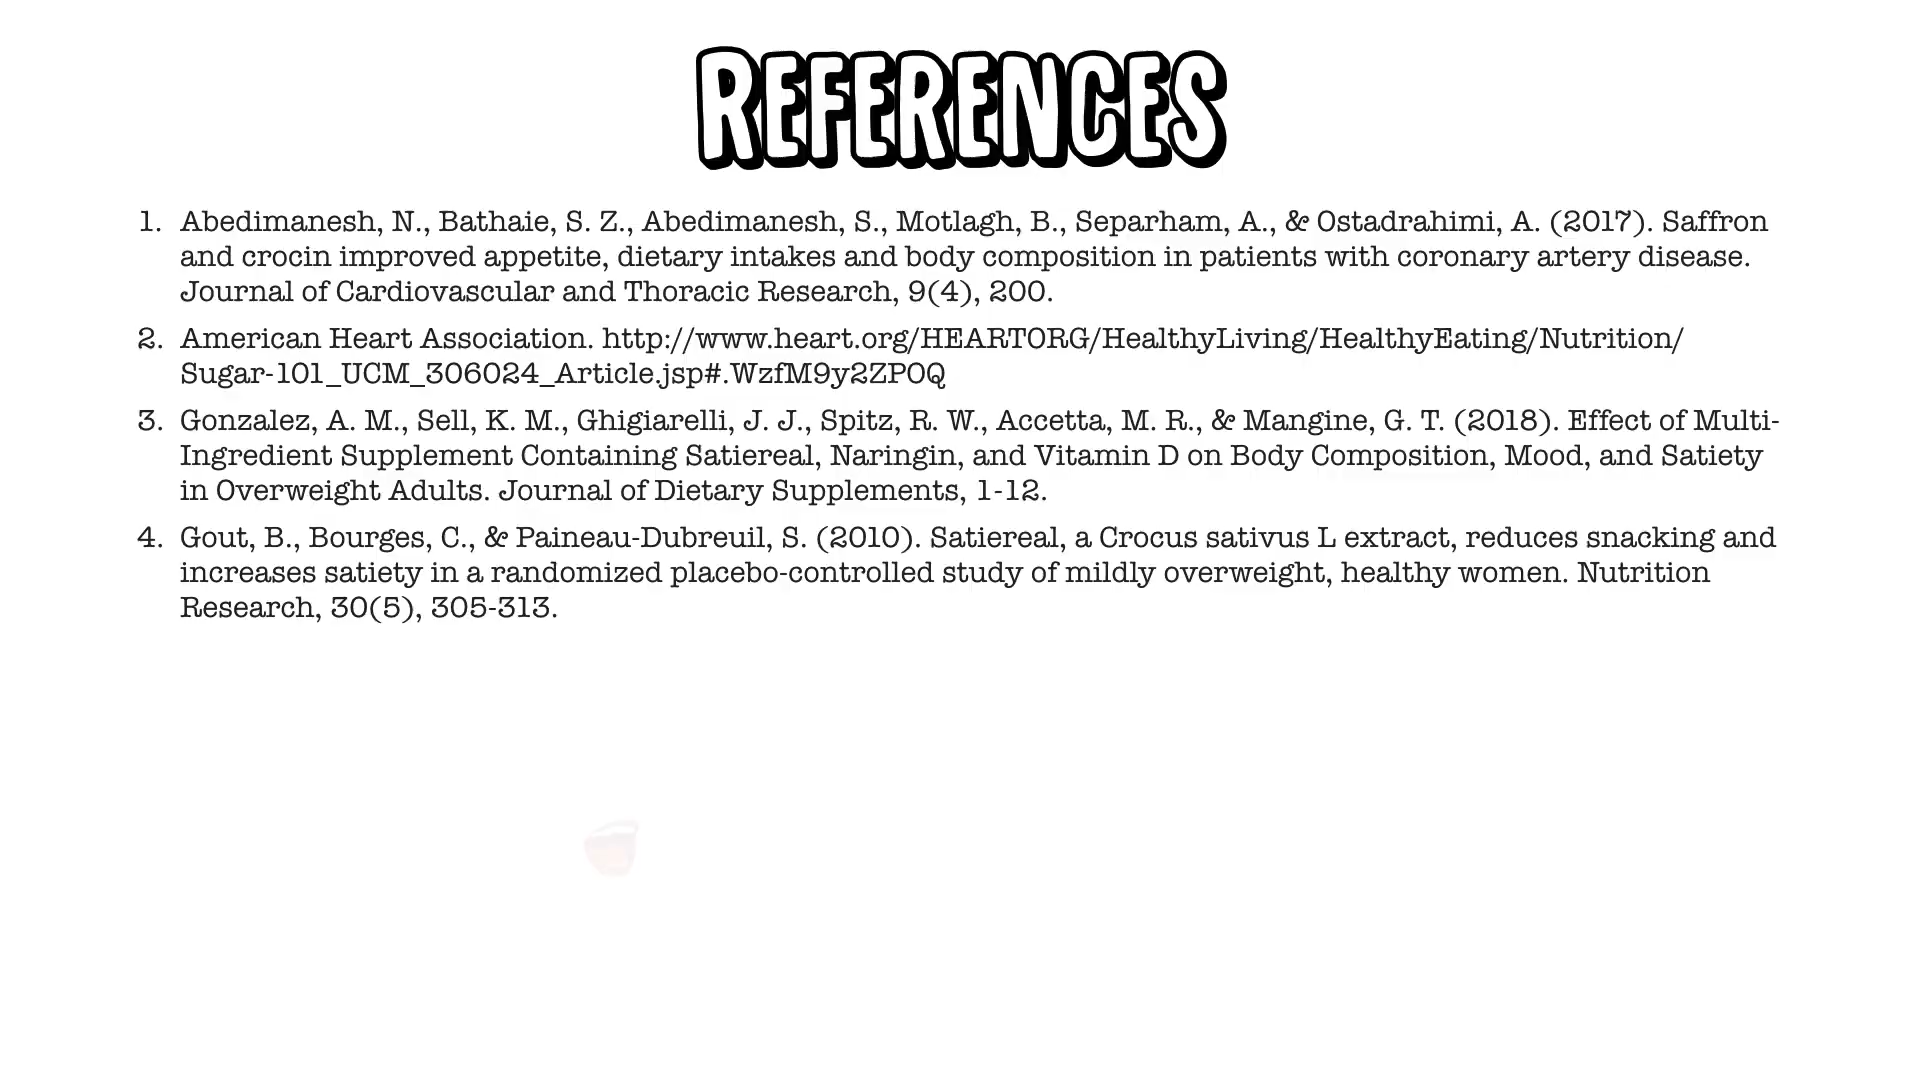 REFERENCES
1. Abedimanesh, N., Bathaie, S. Z., Abedimanesh, S., Motlagh, B., Separham, A., & Ostadrahimi, A. (2017). Saffron
and crocin improved appetite, dietary intakes and body composition in patients with coronary artery disease.
Journal of Cardiovascular and Thoracic Research, 9(4), 200.
2. American Heart Association. http://www.heart.org/HEARTORG/HealthyLiving/HealthyEating/Nutrition/
Sugar-101_UCM_306024_Article.jsp#.WzfM9y2ZP0Q
3. Gonzalez, A. M., Sell, K. M., Ghigiarelli, J. J., Spitz, R. W., Accetta, M. R., & Mangine, G. T. (2018). Effect of Multi-
Ingredient Supplement Containing Satiereal, Naringin, and Vitamin D on Body Composition, Mood, and Satiety
in Overweight Adults. Journal of Dietary Supplements, 1-12.
4. Gout, B., Bourges, C., & Paineau-Dubreuil, S. (2010). Satiereal, a Crocus sativus L extract, reduces snacking and
increases satiety in a randomized placebo-controlled study of mildly overweight, healthy women. Nutrition
Research, 30(5), 305-313.